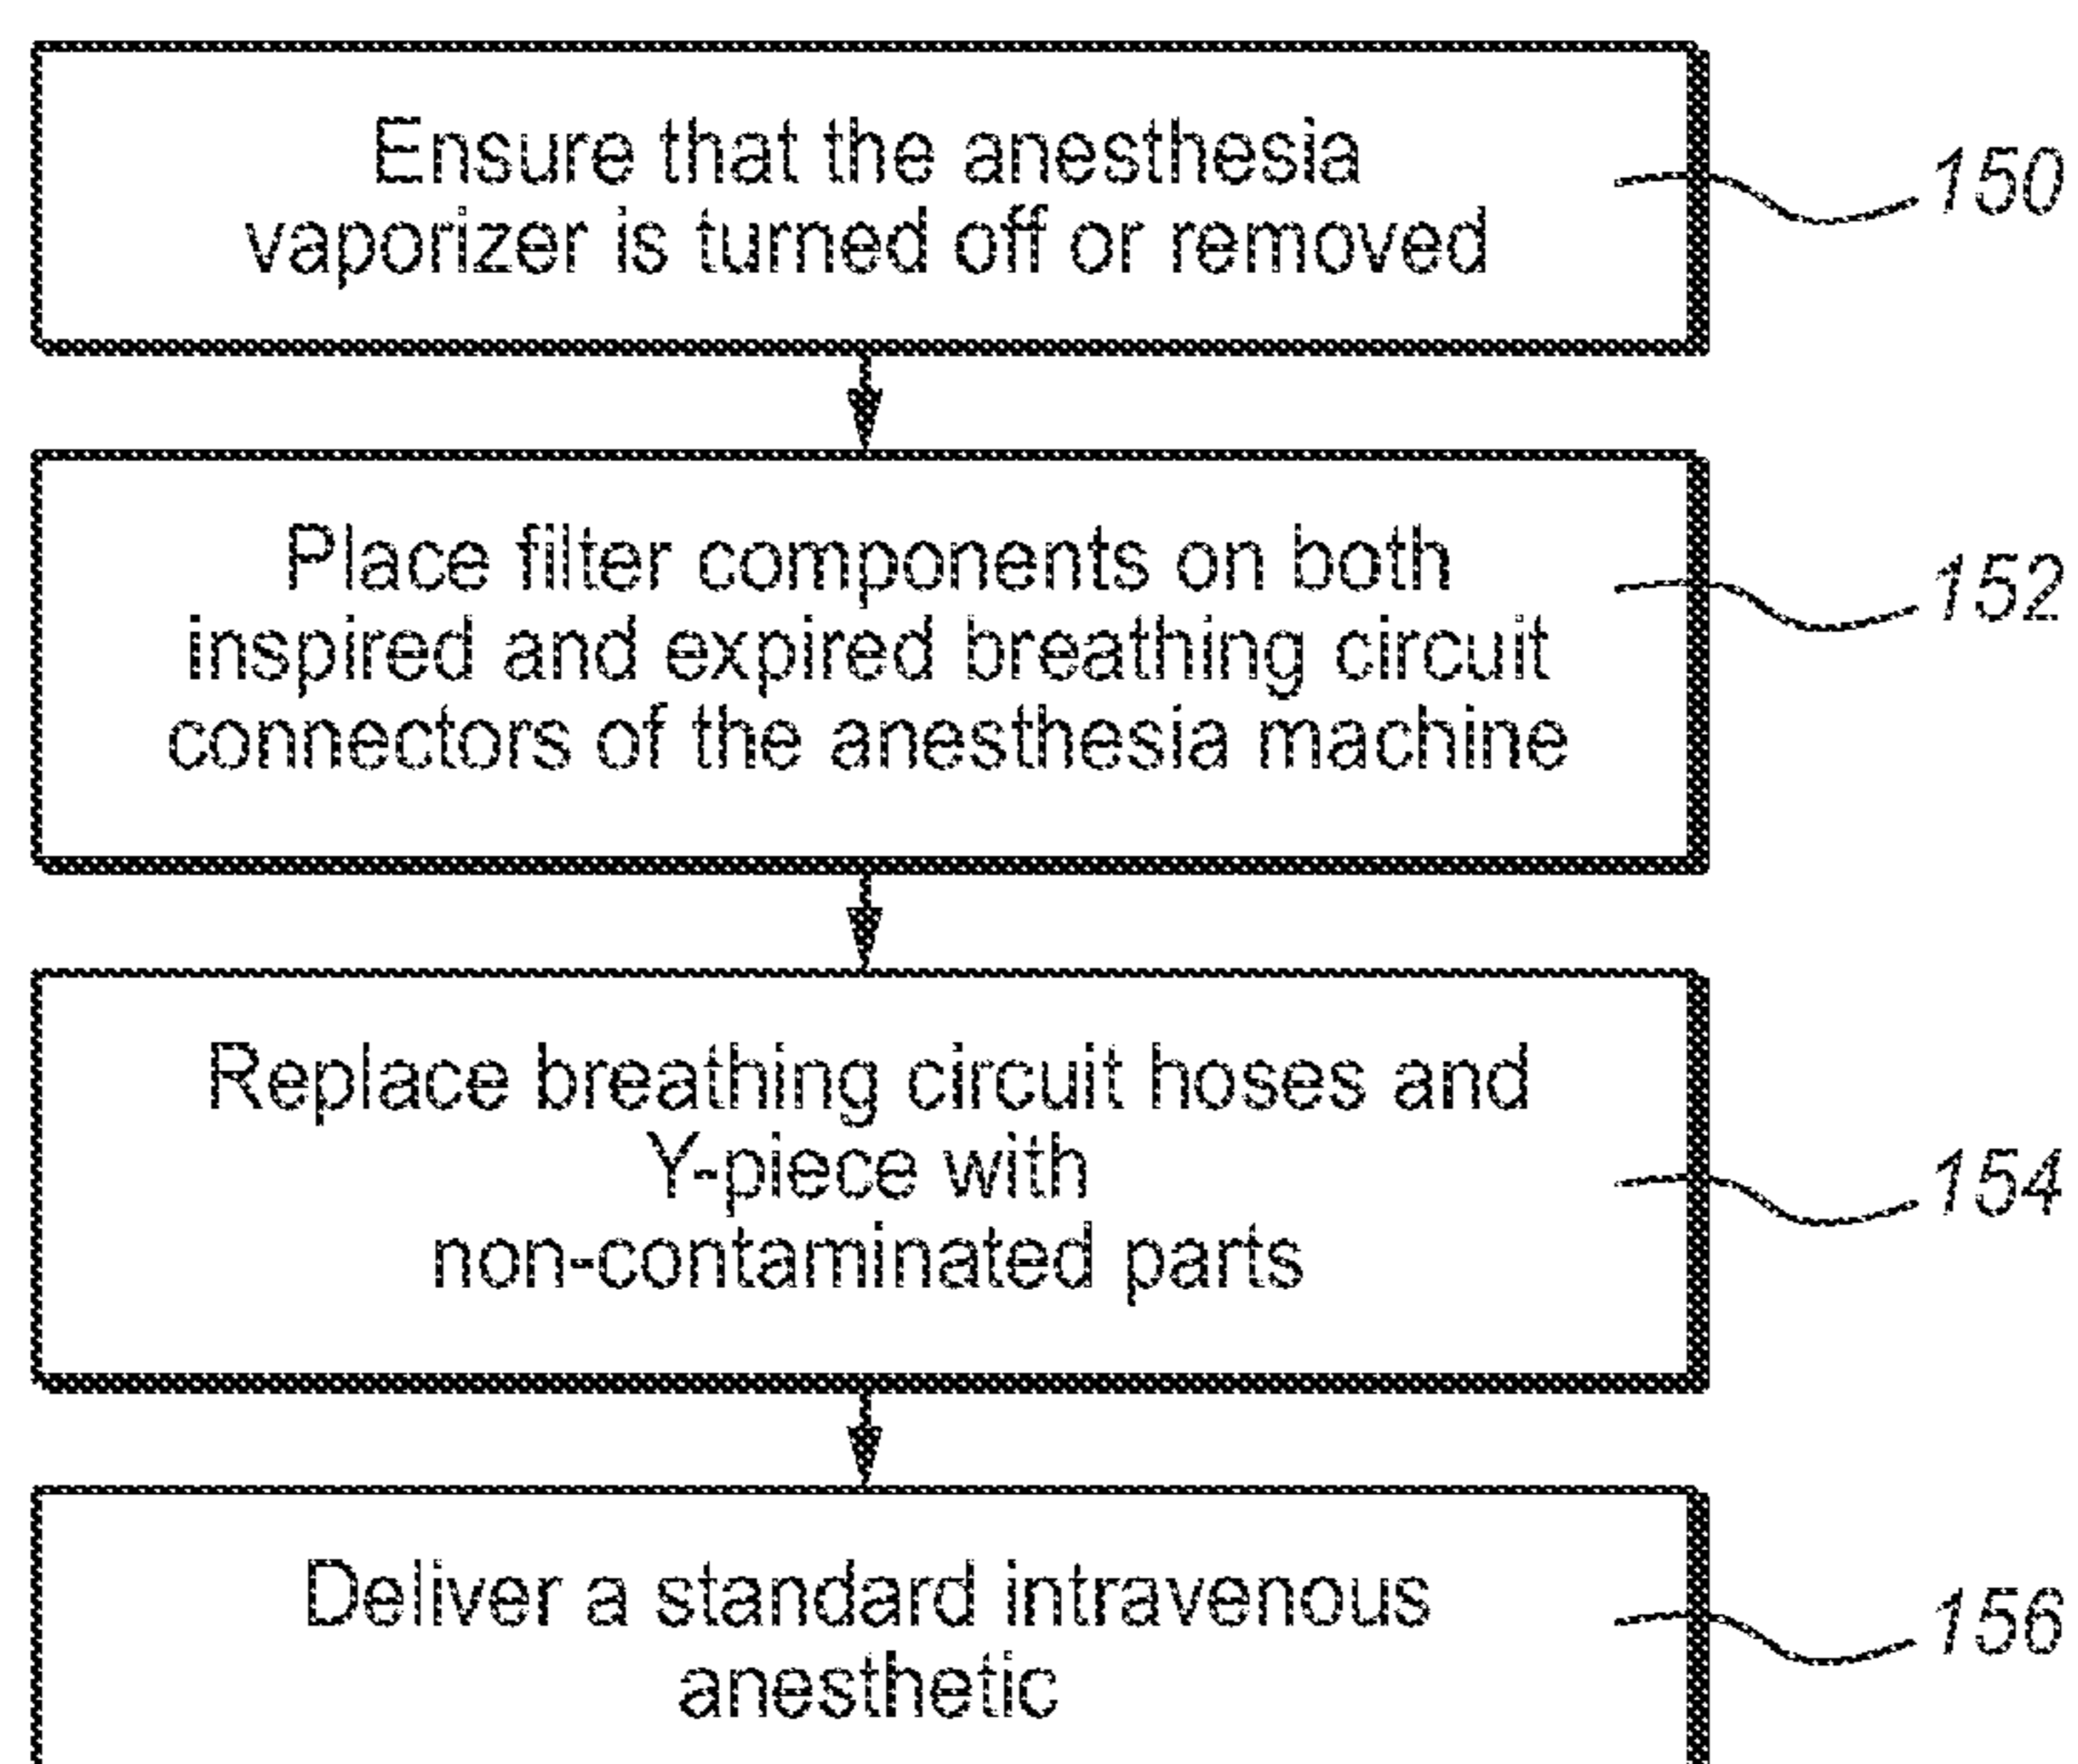 Ensure that the anesthesia
vaporizer is turned off or removed
150
Place filter components on both
inspired and expired breathing circuit
connectors of the anesthesia machine
152
Replace breathing circuit hoses and
Y-piece with
non-contaminated parts
154
Deliver a standard intravenous
anesthetic
156